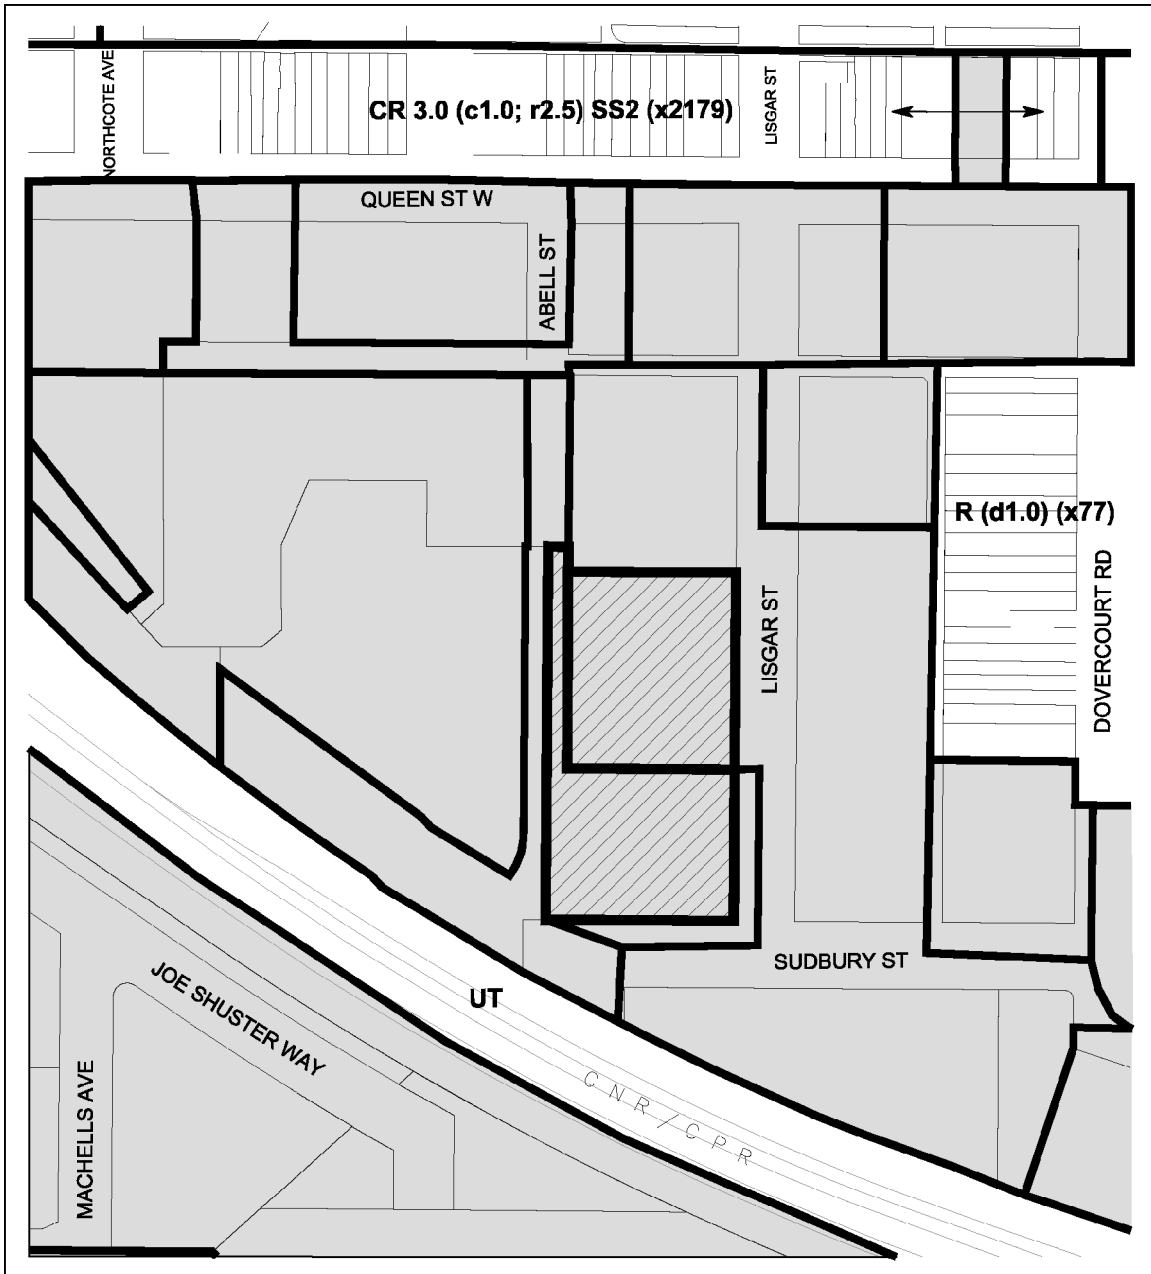 NORTHCOTE AVE
CR 3.0 (c1.0; r2.5) SS2 (x2179)
LISGAR ST
QUEEN ST W
ABELL ST
R (d1.0) (x77)
LISGAR ST
DOVERCOURT RD
SUDBURY ST
JOE SHUSTER WAY
UT
CNR/CPR
MACHELLS AVE